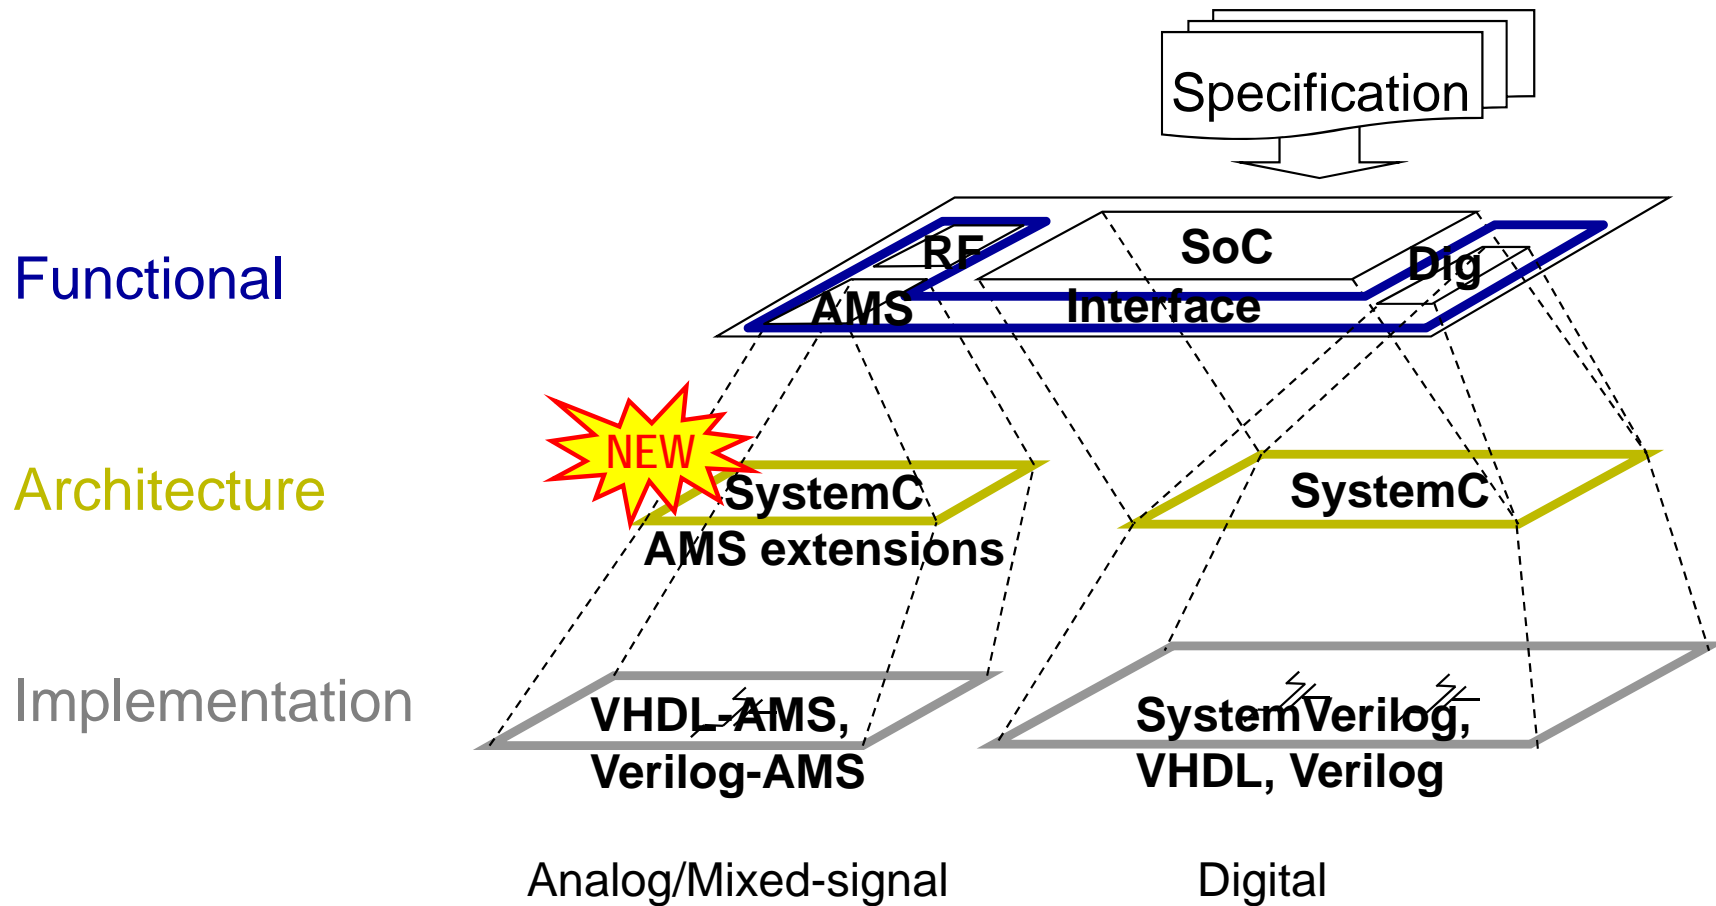 Specification
Functional
RF
SoC
Dig
AMS
Interface
NEW
Architecture
SystemC
AMS extensions
SystemC
Implementation
VHDL-AMS,
Verilog-AMS
SystemVerilog,
VHDL, Verilog
Analog/Mixed-signal
Digital